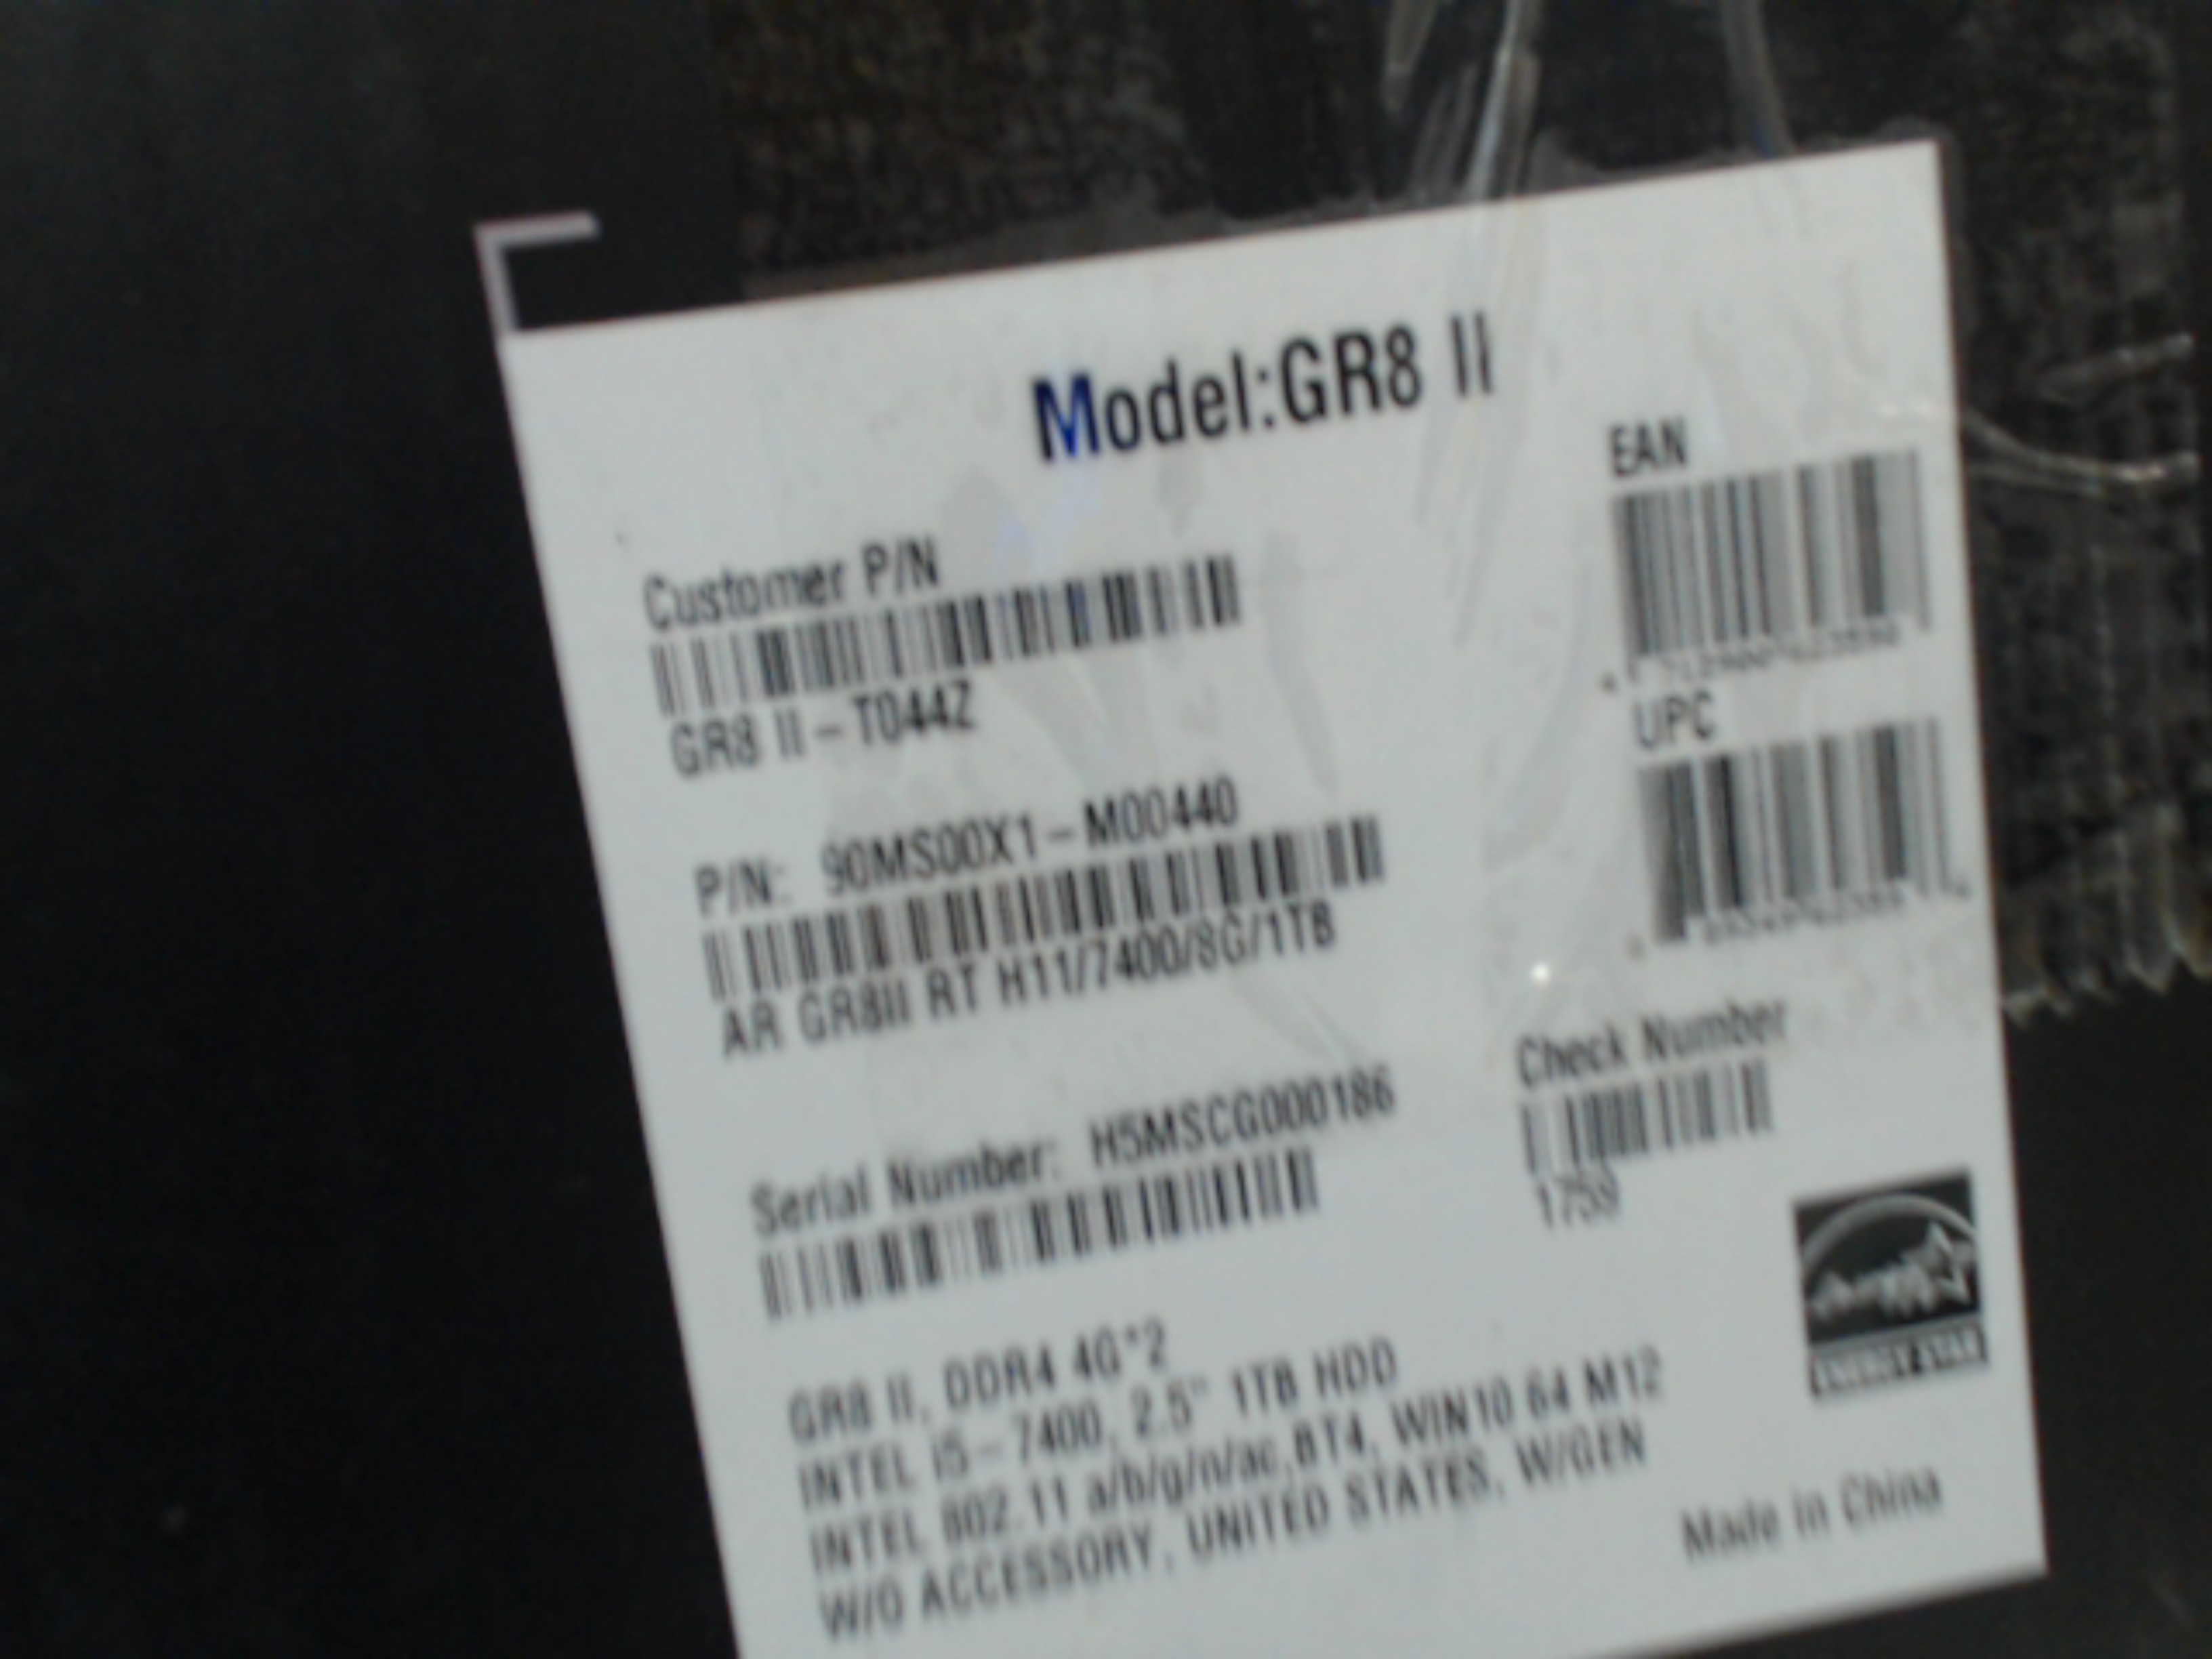 Model:GR8 II
EAN
Customer P/N
GR8 II-T044Z
UPC
P/N: 90MS00X1-M00440
AR GR8II RT H11/7400/8G/1TB
Check Number
1759
Serial Number: H5MSCG000186
GR8 II, DDR4 4G*2
INTEL i5-7400, 2.5" 1TB HDD
INTEL 802.11 a/b/g/n/ac,BT4, WIN10 64 M12
W/O ACCESSORY, UNITED STATES, W/GEN
ENERGY STAR
Made in China